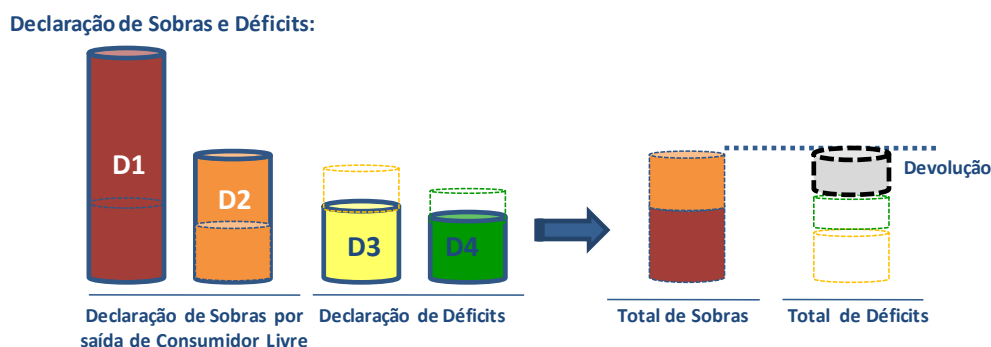 Declaração de Sobras e Déficits:
D1
D2
D3
D4
Devolução
Declaração de Sobras por
saída de Consumidor Livre
Declaração de Déficits
Total de Sobras
Total de Déficits